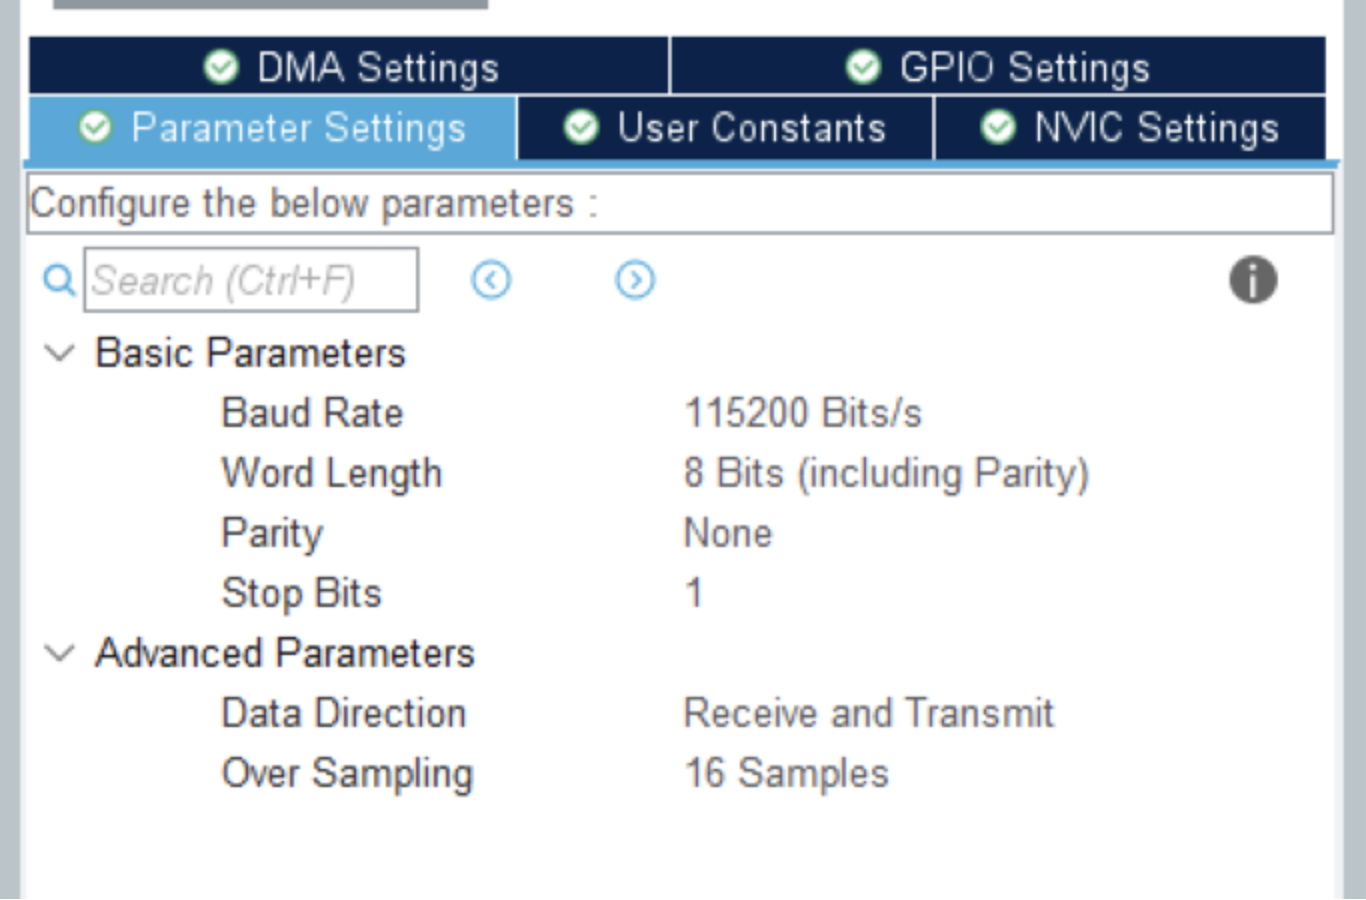 DMA Settings GPIO Settings
Parameter Settings User Constants NVIC Settings
Configure the below parameters :
Search (Ctrl+F)
Basic Parameters
Baud Rate 115200 Bits/s
Word Length 8 Bits (including Parity)
Parity None
Stop Bits 1
Advanced Parameters
Data Direction Receive and Transmit
Over Sampling 16 Samples